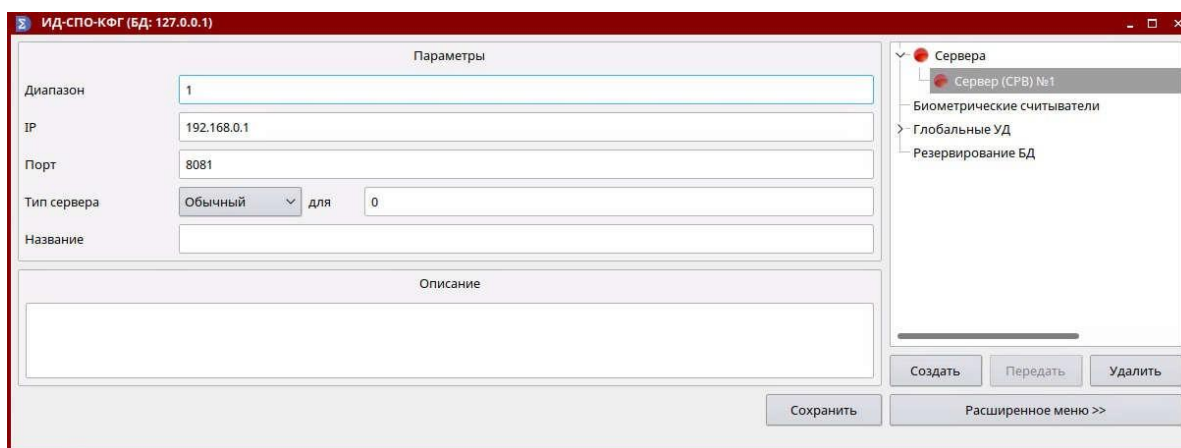 ИД-СПО-КФГ (БД: 127.0.0.1)
Параметры
Диапазон 1
IP 192.168.0.1
Порт 8081
Тип сервера Обычный для 0
Название
Описание
Сохранить
Сервера
Сервер (СРВ) №1
Биометрические считыватели
Глобальные УД
Резервирование БД
Создать Передать Удалить
Расширенное меню >>